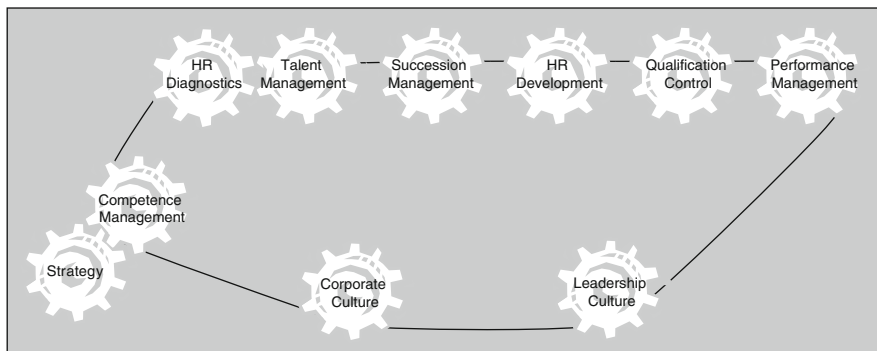 HR
Diagnostics
Talent
Management
Succession
Management
HR
Development
Qualification
Control
Performance
Management
Competence
Management
Strategy
Corporate
Culture
Leadership
Culture